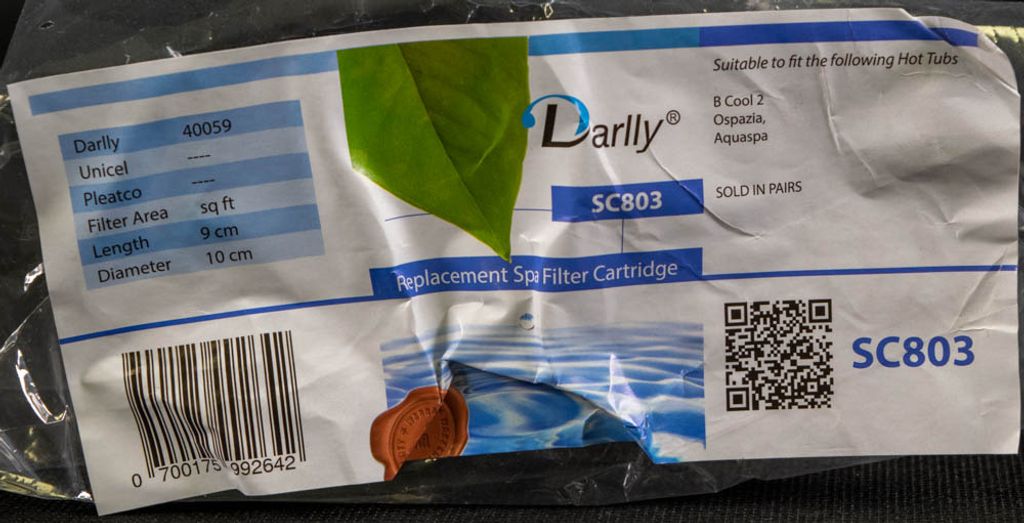 Darlly 40059
Unicel ----
Pleatco ----
Filter Area sq ft
Length 9 cm
Diameter 10 cm
0 700175 992642
Darlly®
SC803
Replacement Spa Filter Cartridge
Suitable to fit the following Hot Tubs
B Cool 2
Ospazia,
Aquaspa
SOLD IN PAIRS
SC803